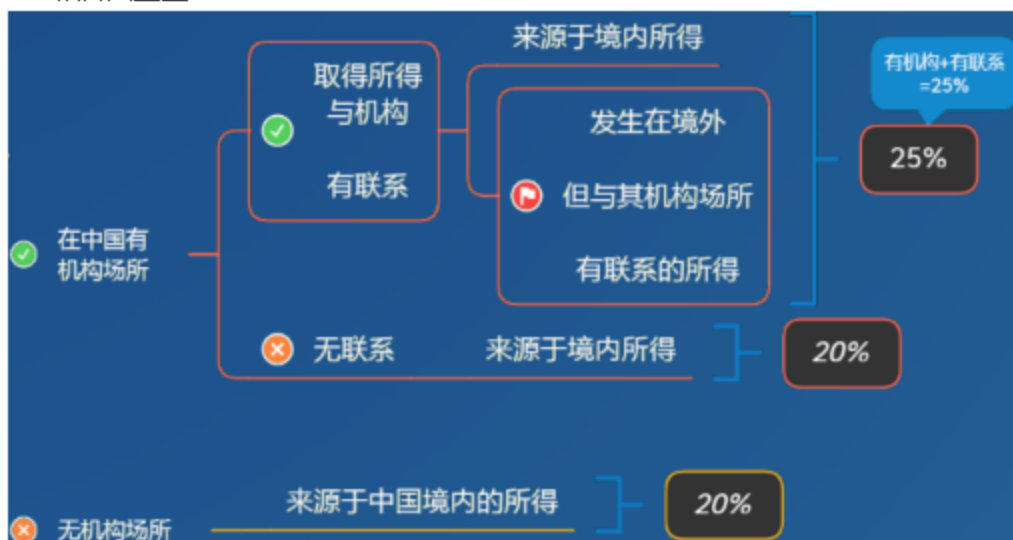 来源于境内所得
有机构+有联系
=25%
取得所得
与机构
有联系
发生在境外
但与其机构场所
有联系的所得
25%
在中国有
机构场所
无联系
来源于境内所得
20%
来源于中国境内的所得
20%
无机构场所